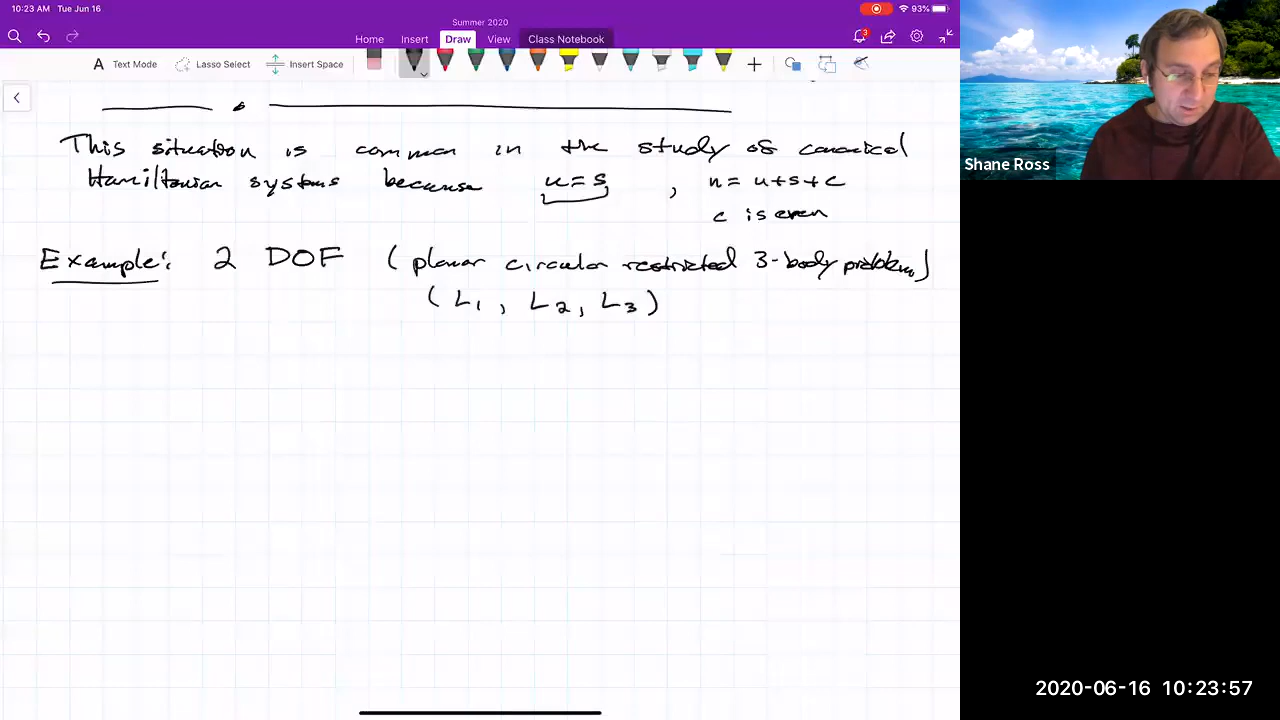 10:23 AM Tue Jun 16
93%
Summer 2020
Home Insert Draw View Class Notebook
3
A Text Mode Lasso Select Insert Space
This situation is common in the study of canonical
Hamiltonian systems because u = s , n = u+s+c
c is even
Example: 2 DOF (planar circular restricted 3-body problem)
(L1, L2, L3)
Shane Ross
2020-06-16 10:23:57